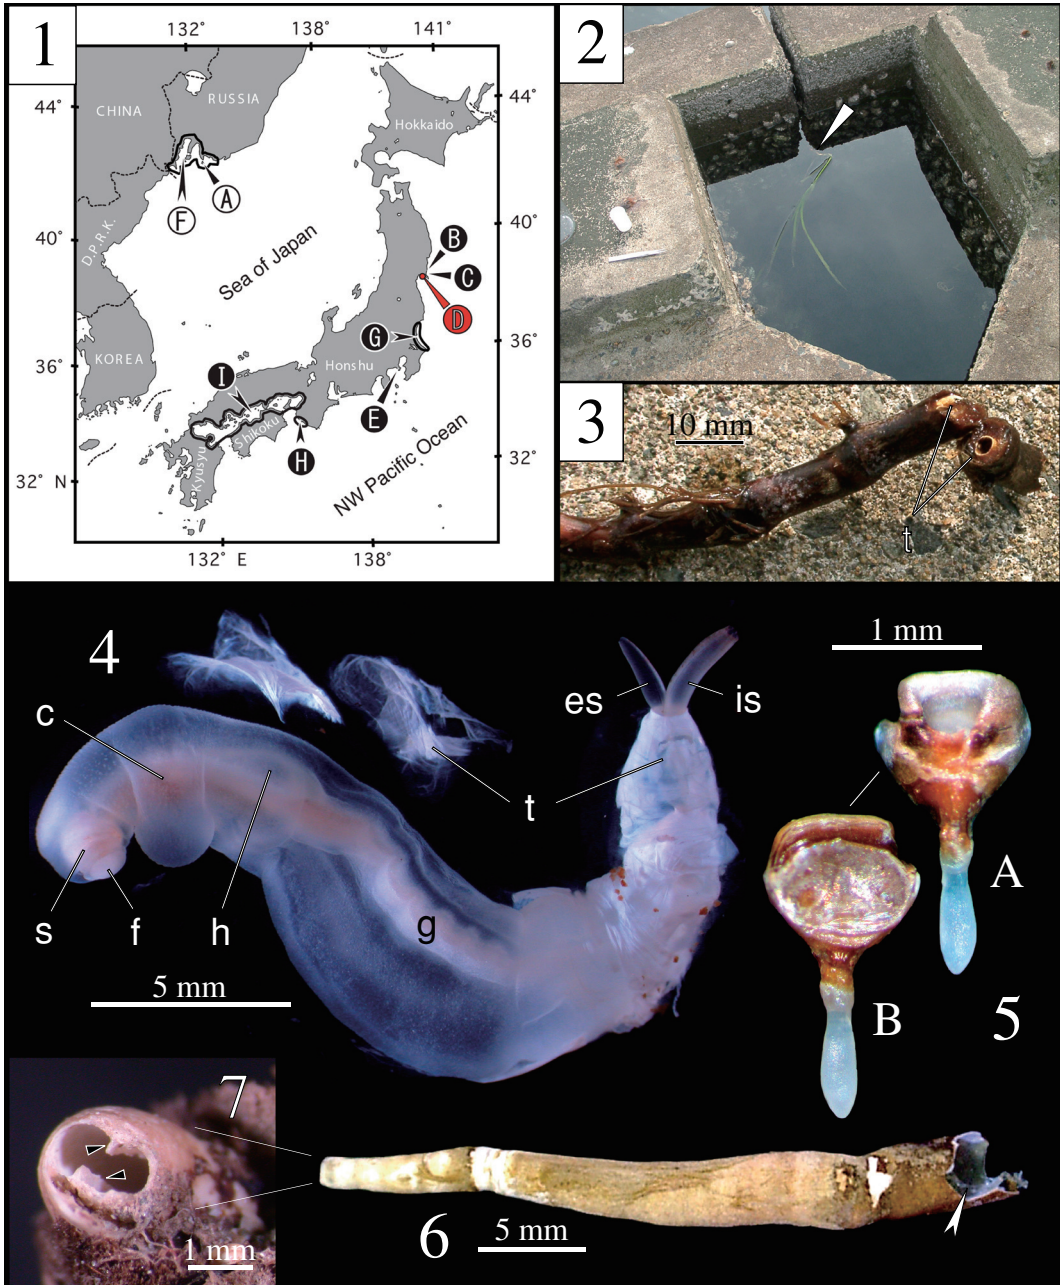 1
132
138
141
44°
CHINA
RUSSIA
44°
Hokkaido
F
A
D.P.R.K.
40°
40°
B
Sea of Japan
C
D
KOREA
36°
36°
G
I
Honshu
E
Shikoku
H
Kyusyu
NW Pacific Ocean
32°
32° N
132° E
138
2
3
10 mm
t
4
c
es
is
t
s
f
h
g
5 mm
1 mm
A
B
5
7
1 mm
6
5 mm